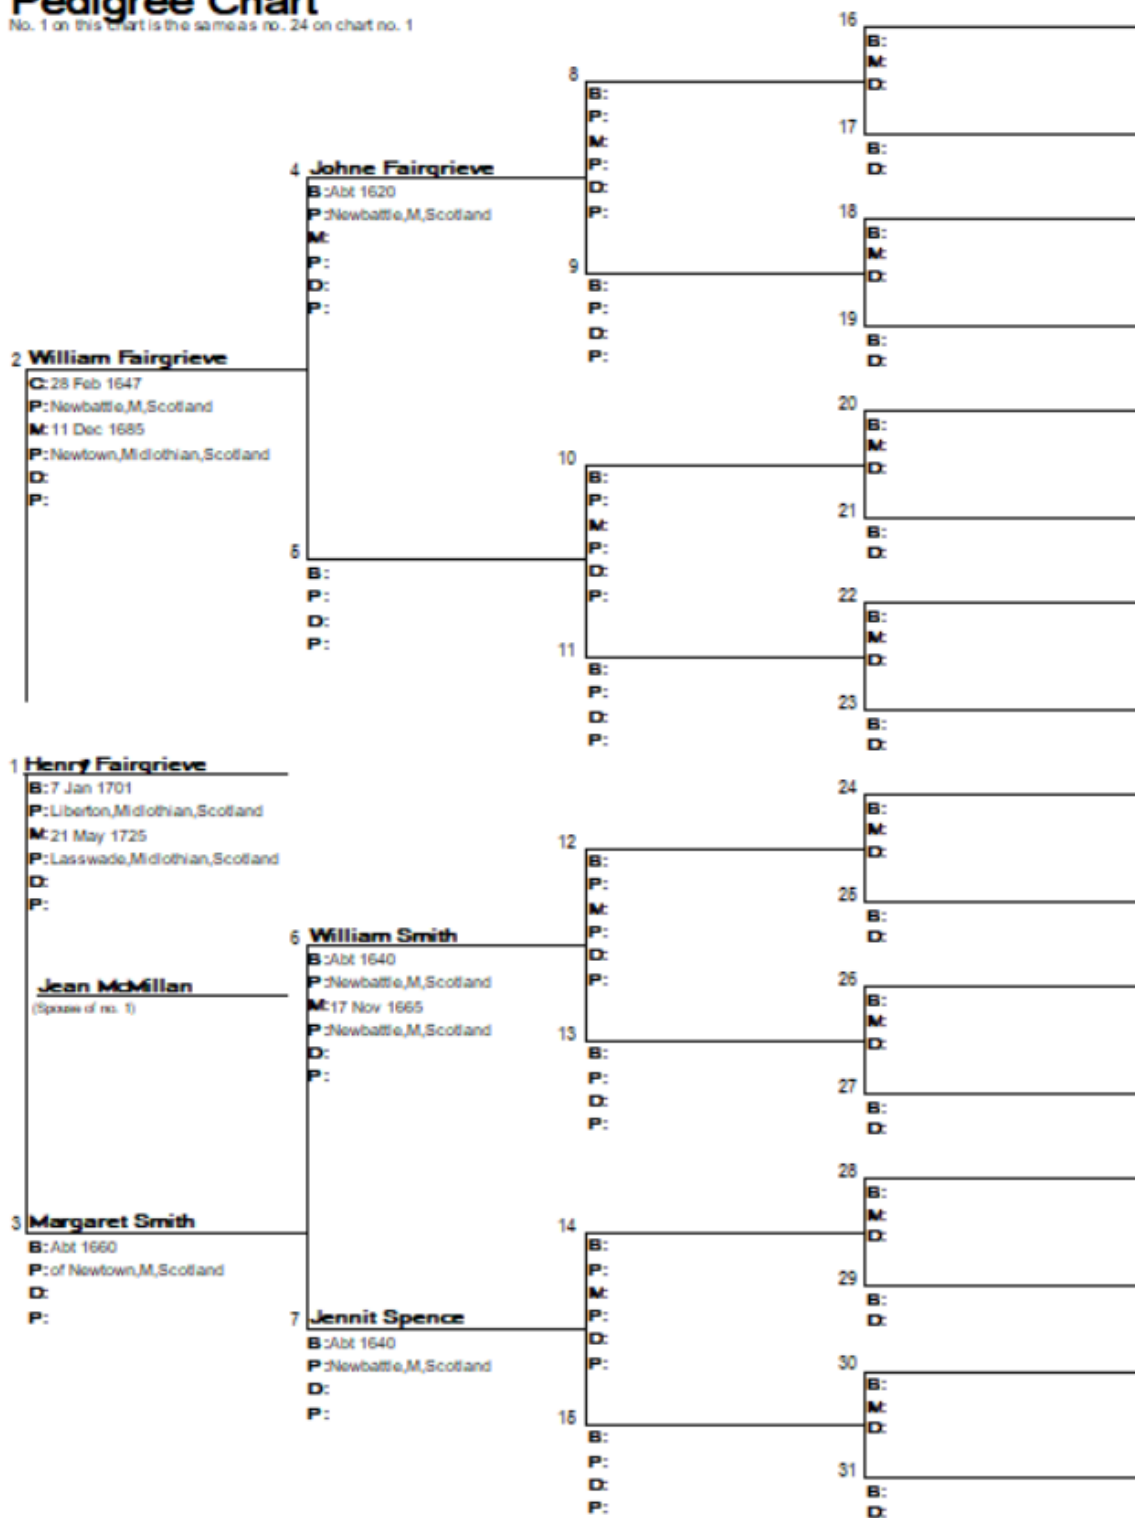 Pedigree Chart
No. 1 on this chart is the same as no. 24 on chart no. 1
2 William Fairgrieve
C: 28 Feb 1647
P: Newbattle,M,Scotland
M: 11 Dec 1685
P: Newtown,Midlothian,Scotland
D:
P:
1 Henry Fairgrieve
B: 7 Jan 1701
P: Liberton,Midlothian,Scotland
M: 21 May 1725
P: Lasswade,Midlothian,Scotland
D:
P:
Jean McMillan
(Spouse of no. 1)
3 Margaret Smith
B: Abt 1660
P: of Newtown,M,Scotland
D:
P:
4 Johne Fairgrieve
B: Abt 1620
P: Newbattle,M,Scotland
M:
P:
D:
P:
5
B:
P:
D:
P:
6 William Smith
B: Abt 1640
P: Newbattle,M,Scotland
M: 17 Nov 1665
P: Newbattle,M,Scotland
D:
P:
7 Jennit Spence
B: Abt 1640
P: Newbattle,M,Scotland
D:
P:
8
B:
P:
M:
P:
D:
P:
9
B:
P:
D:
P:
10
B:
P:
M:
P:
D:
P:
11
B:
P:
D:
P:
12
B:
P:
M:
P:
D:
P:
13
B:
P:
D:
P:
14
B:
P:
M:
P:
D:
P:
15
B:
P:
D:
P:
16
B:
M:
D:
17
B:
D:
18
B:
M:
D:
19
B:
D:
20
B:
M:
D:
21
B:
D:
22
B:
M:
D:
23
B:
D:
24
B:
M:
D:
25
B:
D:
26
B:
M:
D:
27
B:
D:
28
B:
M:
D:
29
B:
D:
30
B:
M:
D:
31
B:
D: